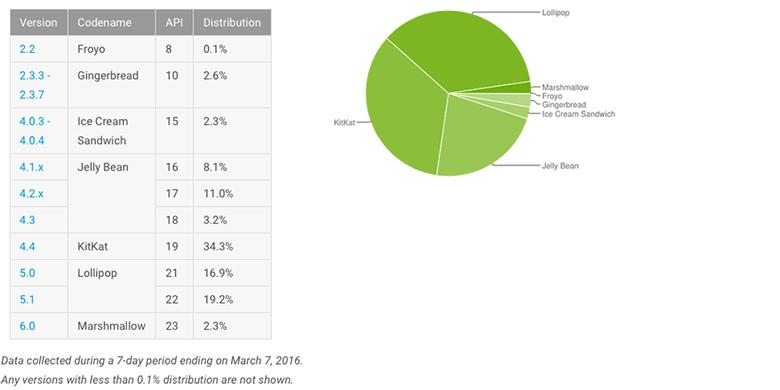 Version Codename API Distribution
2.2 Froyo 8 0.1%
2.3.3 - Gingerbread 10 2.6%
2.3.7
4.0.3 - Ice Cream 15 2.3%
4.0.4 Sandwich
4.1.x Jelly Bean 16 8.1%
4.2.x 17 11.0%
4.3 18 3.2%
4.4 KitKat 19 34.3%
5.0 Lollipop 21 16.9%
5.1 22 19.2%
6.0 Marshmallow 23 2.3%
Data collected during a 7-day period ending on March 7, 2016.
Any versions with less than 0.1% distribution are not shown.
Lollipop
Marshmallow
Froyo
Gingerbread
Ice Cream Sandwich
KitKat
Jelly Bean